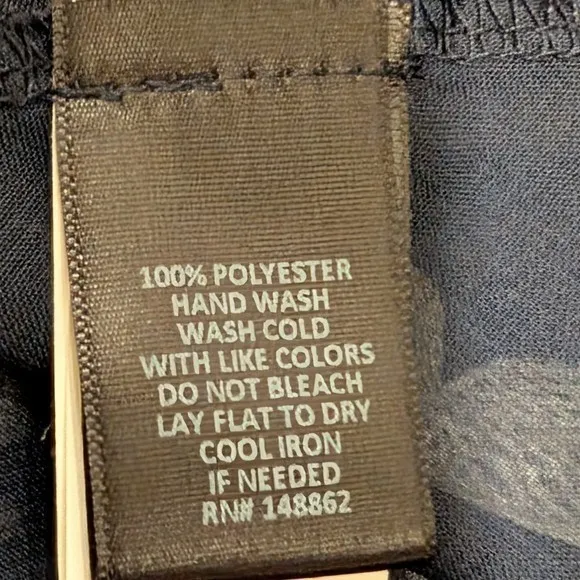 100% POLYESTER
HAND WASH
WASH COLD
WITH LIKE COLORS
DO NOT BLEACH
LAY FLAT TO DRY
COOL IRON
IF NEEDED
RN# 148862